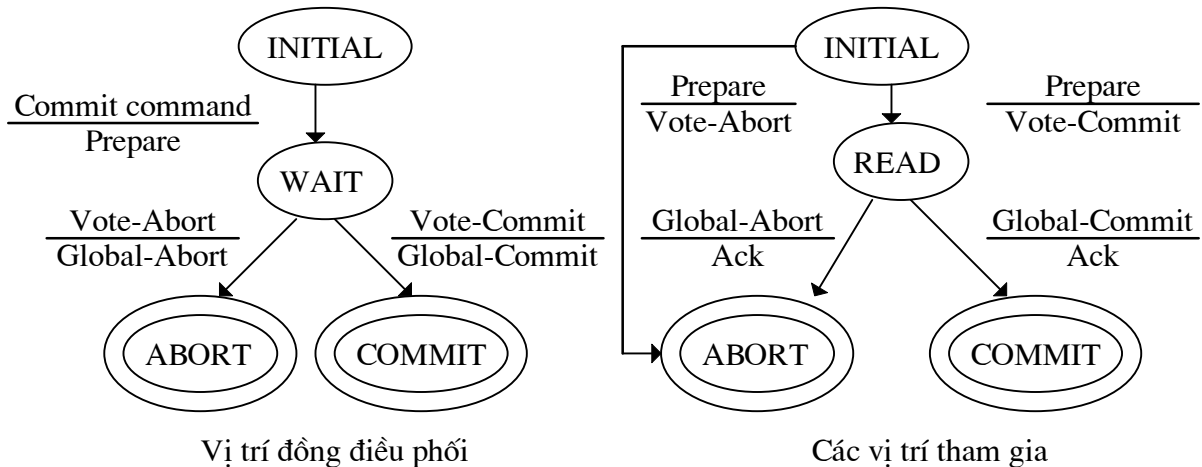 INITIAL
Commit command
Prepare
WAIT
Vote-Abort
Global-Abort
Vote-Commit
Global-Commit
ABORT
COMMIT
Vị trí đồng điều phối
INITIAL
Prepare
Vote-Abort
Prepare
Vote-Commit
READ
Global-Abort
Ack
Global-Commit
Ack
ABORT
COMMIT
Các vị trí tham gia